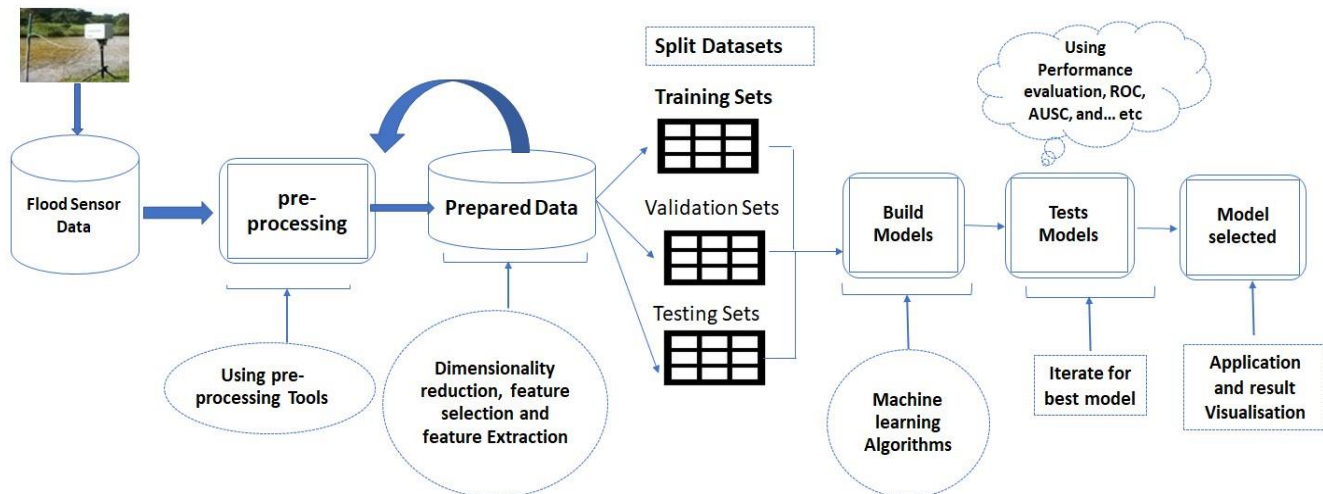 Flood Sensor
Data
pre-
processing
Using pre-
processing Tools
Prepared Data
Dimensionality
reduction, feature
selection and
feature Extraction
Split Datasets
Training Sets
Validation Sets
Testing Sets
Build
Models
Machine
learning
Algorithms
Using
Performance
evaluation, ROC,
AUSC, and... etc
Tests
Models
Iterate for
best model
Model
selected
Application
and result
Visualisation